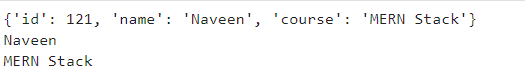 {'id': 121, 'name': 'Naveen', 'course': 'MERN Stack'}
Naveen
MERN Stack